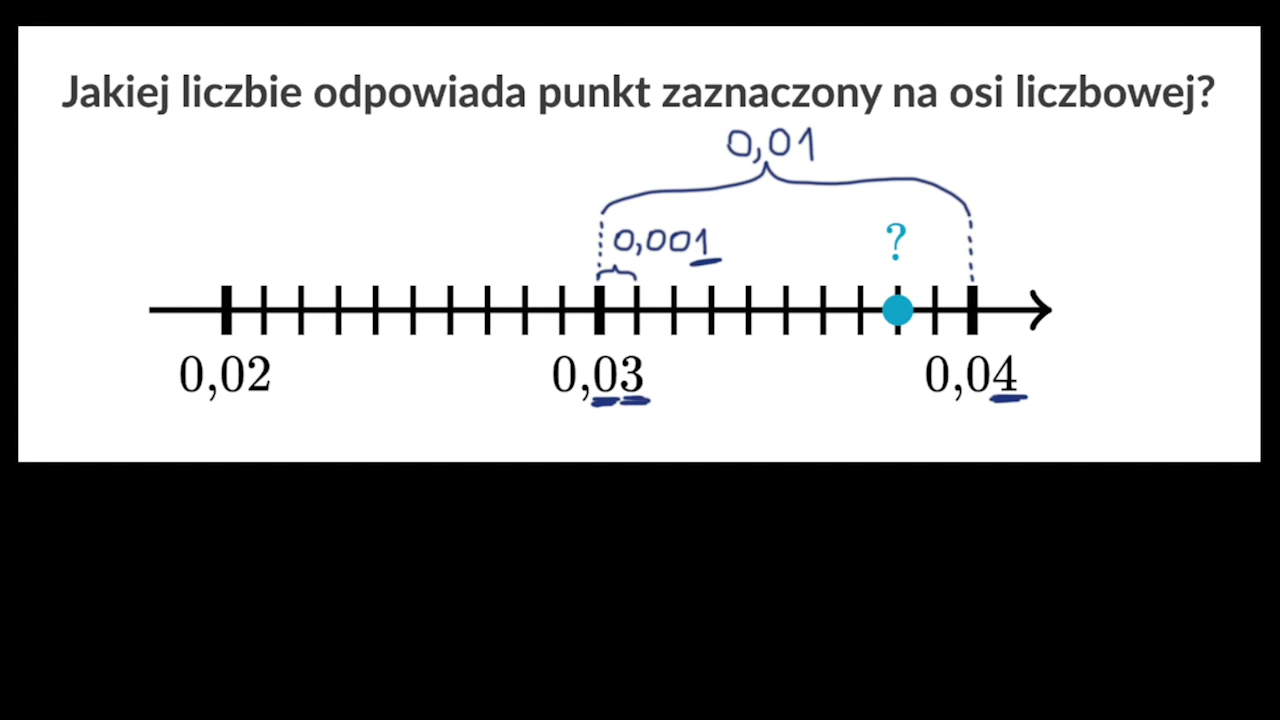 Jakiej liczbie odpowiada punkt zaznaczony na osi liczbowej?
0,01
0,001 ?
0,02 0,03 0,04